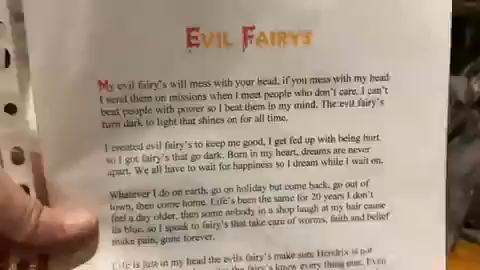 EVIL FAIRYS
My evil fairy's will mess with your head, if you mess with my head
I send them on missions when I meet people who don't care, I can't
beat people with power so I beat them in my mind. The evil fairy's
turn dark to light that shines on for all time.
I created evil fairy's to keep me good, I get fed up with being hurt,
so I got fairy's that go dark. Born in my heart, dreams are never
apart. We all have to wait for happiness so I dream while I wait on.
Whatever I do on earth, go on holiday but come back, go out of
town, then come home. Life's been the same for 20 years I don't
feel a day older, then some nobody in a shop laugh at my hair cause
its blue, so I speak to fairy's that take care of worms, faith and belief
make pain, gone forever.
Life is just in my head the evils fairy's make sure Hendrix is not
fairy's know every thing one. Even